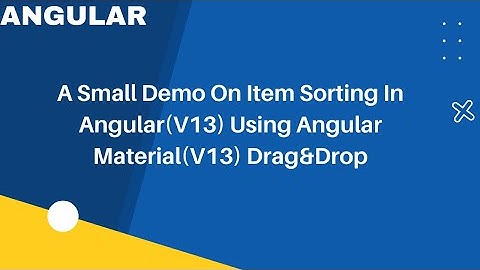 ANGULAR
A Small Demo On Item Sorting In
Angular(V13) Using Angular
Material(V13) Drag&Drop